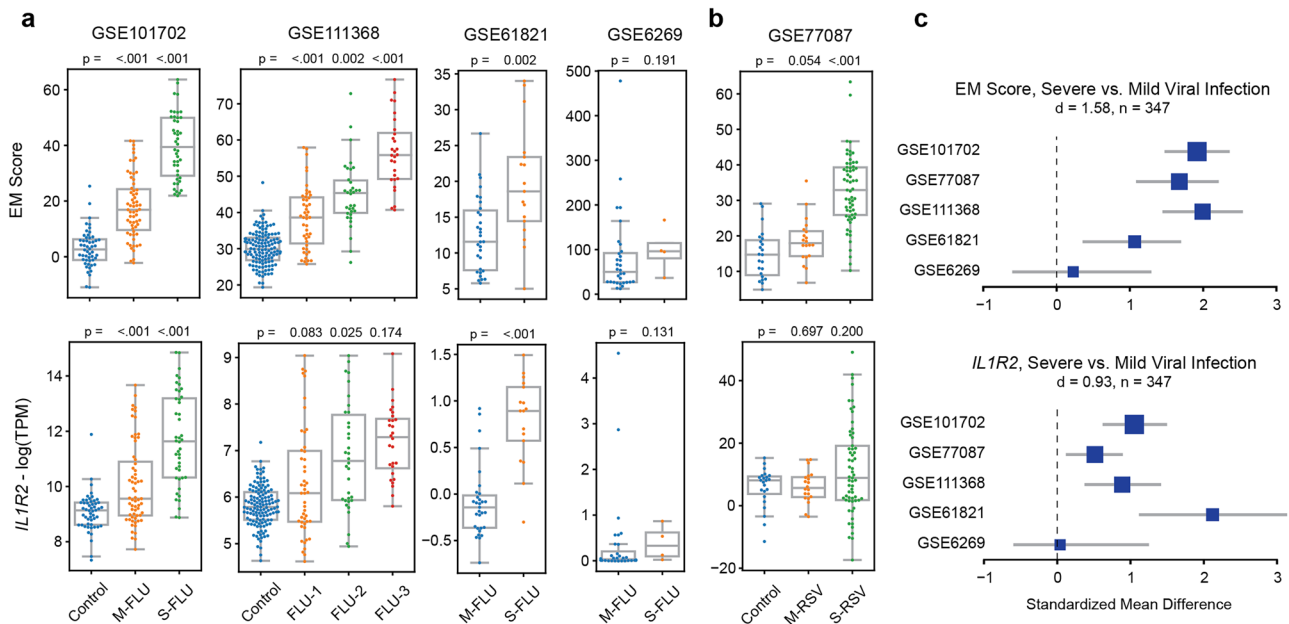 a
GSE101702
GSE111368
GSE61821
GSE6269
p = <.001 <.001
p = <.001 0.002 <.001
p = 0.002
p = 0.191
EM Score
60
40
20
0
70
60
50
40
30
20
35
30
25
20
15
10
5
500
400
300
200
100
0
p = <.001 <.001
p = 0.083 0.025 0.174
p = <.001
p = 0.131
IL1R2 - log(TPM)
14
12
10
8
9
8
7
6
5
1.5
1.0
0.5
0.0
−0.5
4
3
2
1
0
Control
M-FLU
S-FLU
Control
FLU-1
FLU-2
FLU-3
M-FLU
S-FLU
M-FLU
S-FLU
b
GSE77087
p = 0.054 <.001
60
50
40
30
20
10
0
p = 0.697 0.200
40
20
0
−20
Control
M-RSV
S-RSV
c
EM Score, Severe vs. Mild Viral Infection
d = 1.58, n = 347
GSE101702
GSE77087
GSE111368
GSE61821
GSE6269
−1 0 1 2 3
IL1R2, Severe vs. Mild Viral Infection
d = 0.93, n = 347
GSE101702
GSE77087
GSE111368
GSE61821
GSE6269
−1 0 1 2 3
Standardized Mean Difference